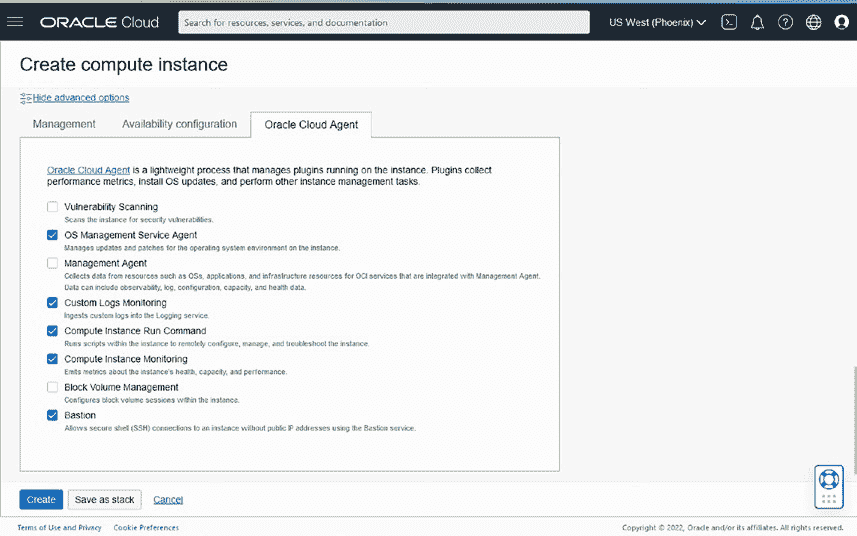 ORACLE Cloud
Search for resources, services, and documentation
US West (Phoenix)
Create compute instance
Hide advanced options
Management Availability configuration Oracle Cloud Agent
Oracle Cloud Agent is a lightweight process that manages plugins running on the instance. Plugins collect
performance metrics, install OS updates, and perform other instance management tasks.
Vulnerability Scanning
Scans the instance for security vulnerabilities.
OS Management Service Agent
Manages updates and patches for the operating system environment on the instance.
Management Agent
Collects data from resources such as OSs, applications, and infrastructure resources for OCI services that are integrated with Management Agent.
Data can include observability, log, configuration, capacity, and health data.
Custom Logs Monitoring
Ingests custom logs into the Logging service.
Compute Instance Run Command
Runs scripts within the instance to remotely configure, manage, and troubleshoot the instance.
Compute Instance Monitoring
Emits metrics about the instance's health, capacity, and performance.
Block Volume Management
Configures block volume sessions within the instance.
Bastion
Allows secure shell (SSH) connections to an instance without public IP addresses using the Bastion service.
Create Save as stack Cancel
Terms of Use and Privacy Cookie Preferences Copyright © 2022, Oracle and/or its affiliates. All rights reserved.